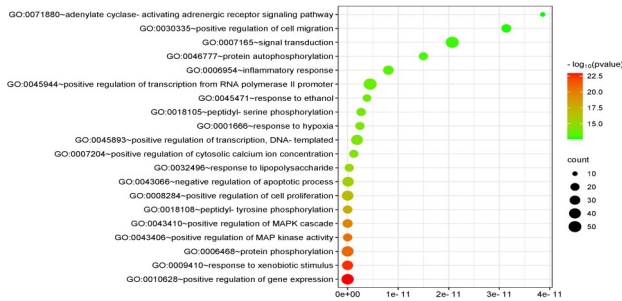 GO:0071880~adenylate cyclase- activating adrenergic receptor signaling pathway
GO:0030335~positive regulation of cell migration
GO:0007165~signal transduction
GO:0046777~protein autophosphorylation
GO:0006954~inflammatory response
GO:0045944~positive regulation of transcription from RNA polymerase II promoter
GO:0045471~response to ethanol
GO:0018105~peptidyl- serine phosphorylation
GO:0001666~response to hypoxia
GO:0045893~positive regulation of transcription, DNA- templated
GO:0007204~positive regulation of cytosolic calcium ion concentration
GO:0032496~response to lipopolysaccharide
GO:0043066~negative regulation of apoptotic process
GO:0008284~positive regulation of cell proliferation
GO:0018108~peptidyl- tyrosine phosphorylation
GO:0043410~positive regulation of MAPK cascade
GO:0043406~positive regulation of MAP kinase activity
GO:0006468~protein phosphorylation
GO:0009410~response to xenobiotic stimulus
GO:0010628~positive regulation of gene expression
0e+00 1e- 11 2e- 11 3e- 11 4e- 11
- log10(pvalue)
22.5
20.0
17.5
15.0
count
10
20
30
40
50